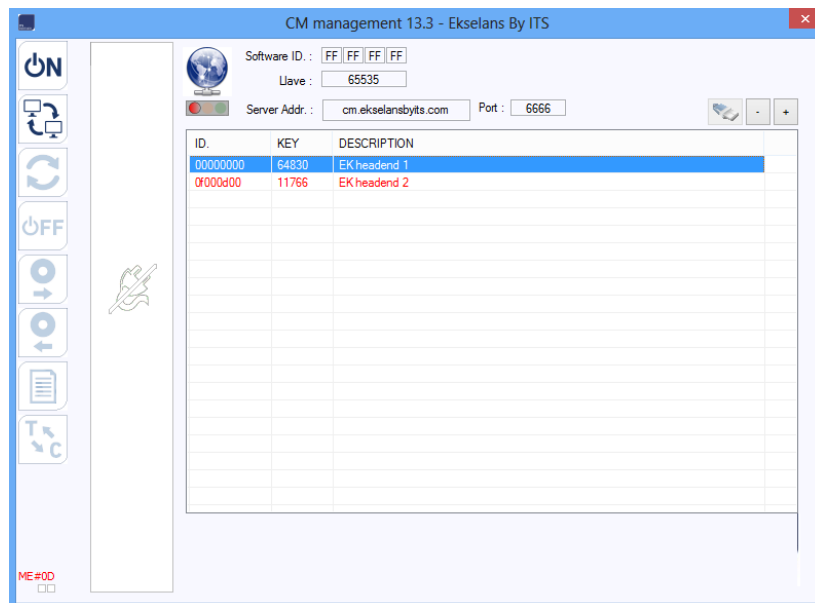 CM management 13.3 - Ekselans By ITS
ON
Software ID. : FF FF FF FF
Llave : 65535
Server Addr. : cm.ekselansbyits.com Port : 6666 - +
ID. KEY DESCRIPTION
00000000 64830 EK headend 1
0f000d00 11766 EK headend 2
OFF
T C
ME#0D